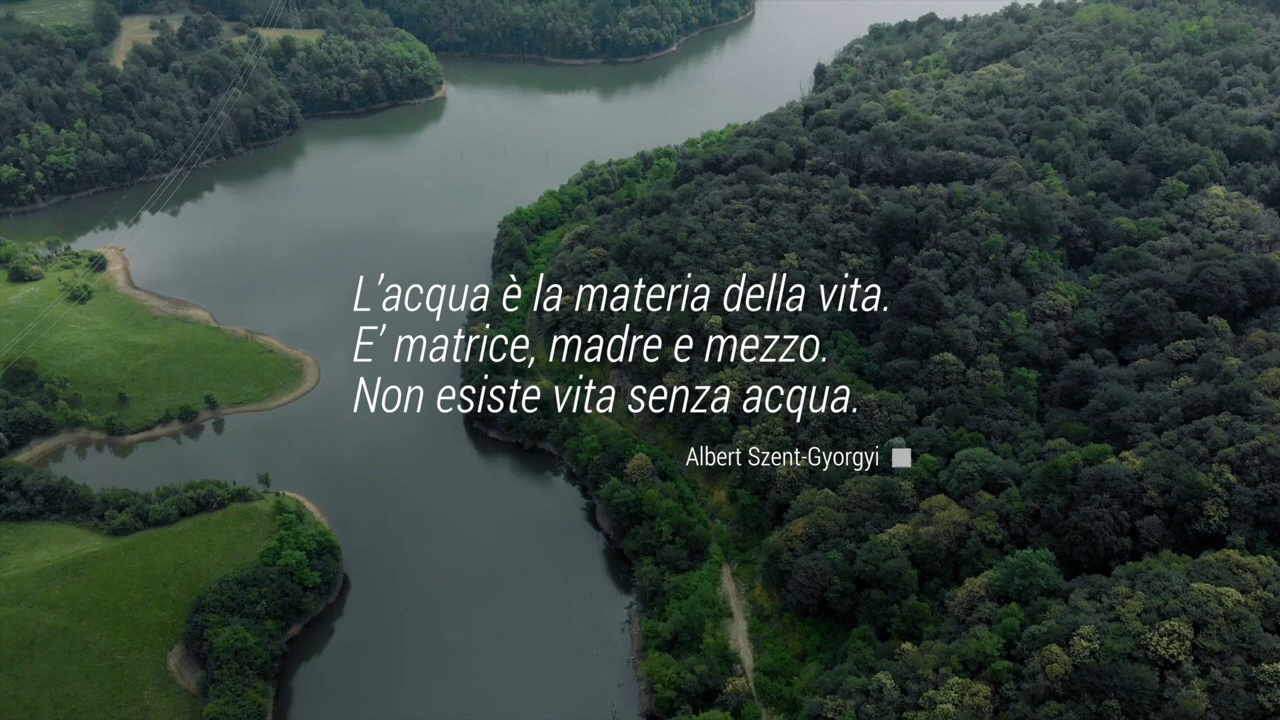 L’acqua è la materia della vita.
E’ matrice, madre e mezzo.
Non esiste vita senza acqua.
Albert Szent-Gyorgyi